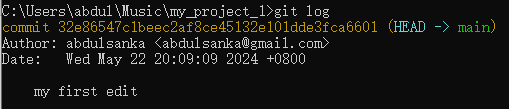 C:\Users\abdul\Music\my_project_1>git log
commit 32e86547c1beec2af8ce45132e101dde3fca6601 (HEAD -> main)
Author: abdulsanka <abdulsanka@gmail.com>
Date:   Wed May 22 20:09:09 2024 +0800
    my first edit